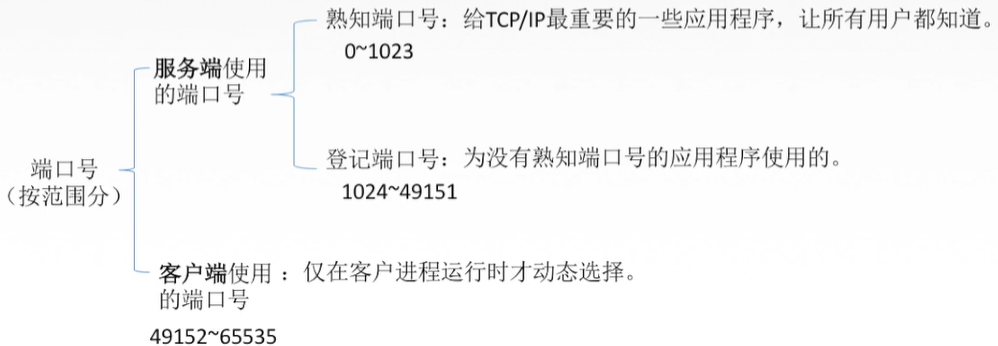 熟知端口号：给TCP/IP最重要的一些应用程序，让所有用户都知道。
0~1023
服务端使用
的端口号
登记端口号：为没有熟知端口号的应用程序使用的。
1024~49151
端口号
（按范围分）
客户端使用：仅在客户进程运行时才动态选择。
的端口号
49152~65535